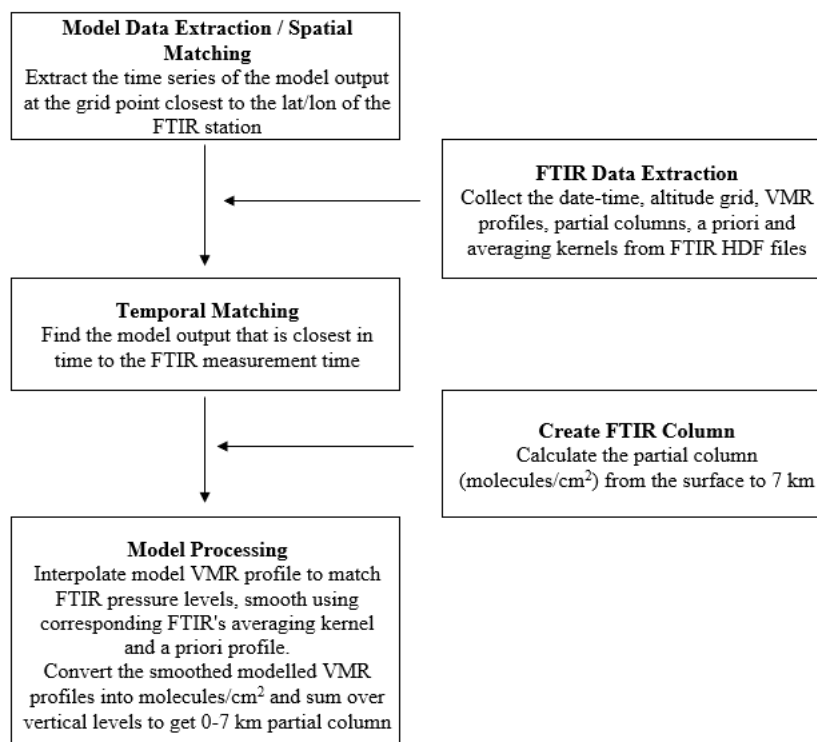 Model Data Extraction / Spatial
Matching
Extract the time series of the model output
at the grid point closest to the lat/lon of the
FTIR station
FTIR Data Extraction
Collect the date-time, altitude grid, VMR
profiles, partial columns, a priori and
averaging kernels from FTIR HDF files
Temporal Matching
Find the model output that is closest in
time to the FTIR measurement time
Create FTIR Column
Calculate the partial column
(molecules/cm²) from the surface to 7 km
Model Processing
Interpolate model VMR profile to match
FTIR pressure levels, smooth using
corresponding FTIR's averaging kernel
and a priori profile.
Convert the smoothed modelled VMR
profiles into molecules/cm² and sum over
vertical levels to get 0-7 km partial column